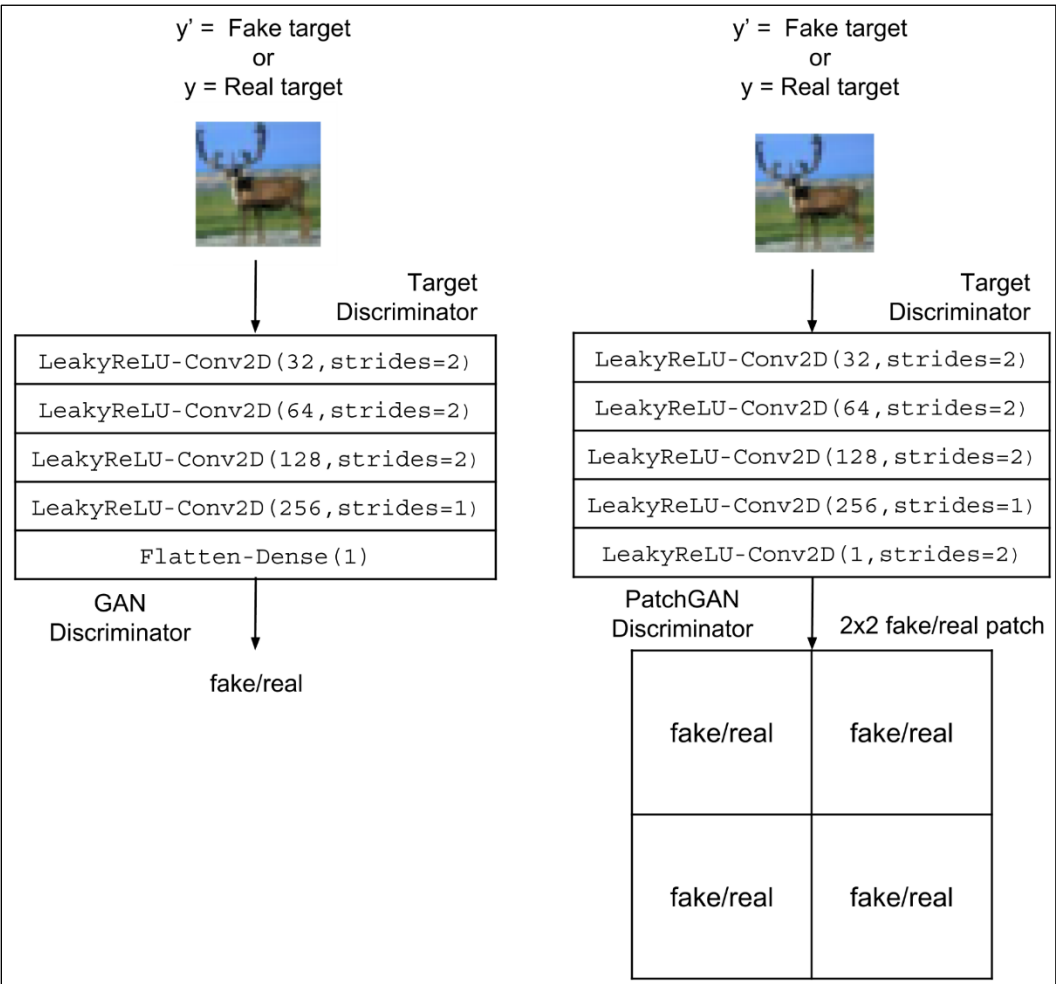 y' = Fake target
or
y = Real target
Target
Discriminator
LeakyReLU-Conv2D(32,strides=2)
LeakyReLU-Conv2D(64,strides=2)
LeakyReLU-Conv2D(128,strides=2)
LeakyReLU-Conv2D(256,strides=1)
Flatten-Dense(1)
GAN
Discriminator
fake/real
y' = Fake target
or
y = Real target
Target
Discriminator
LeakyReLU-Conv2D(32,strides=2)
LeakyReLU-Conv2D(64,strides=2)
LeakyReLU-Conv2D(128,strides=2)
LeakyReLU-Conv2D(256,strides=1)
LeakyReLU-Conv2D(1,strides=2)
PatchGAN
Discriminator
2x2 fake/real patch
fake/real fake/real
fake/real fake/real